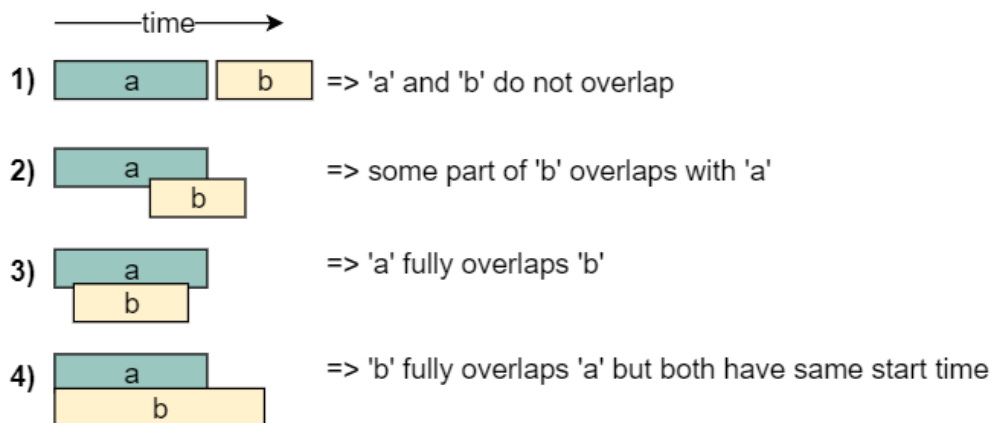 time
1) a b => 'a' and 'b' do not overlap
2) a => some part of 'b' overlaps with 'a'
b
3) a => 'a' fully overlaps 'b'
b
4) a => 'b' fully overlaps 'a' but both have same start time
b